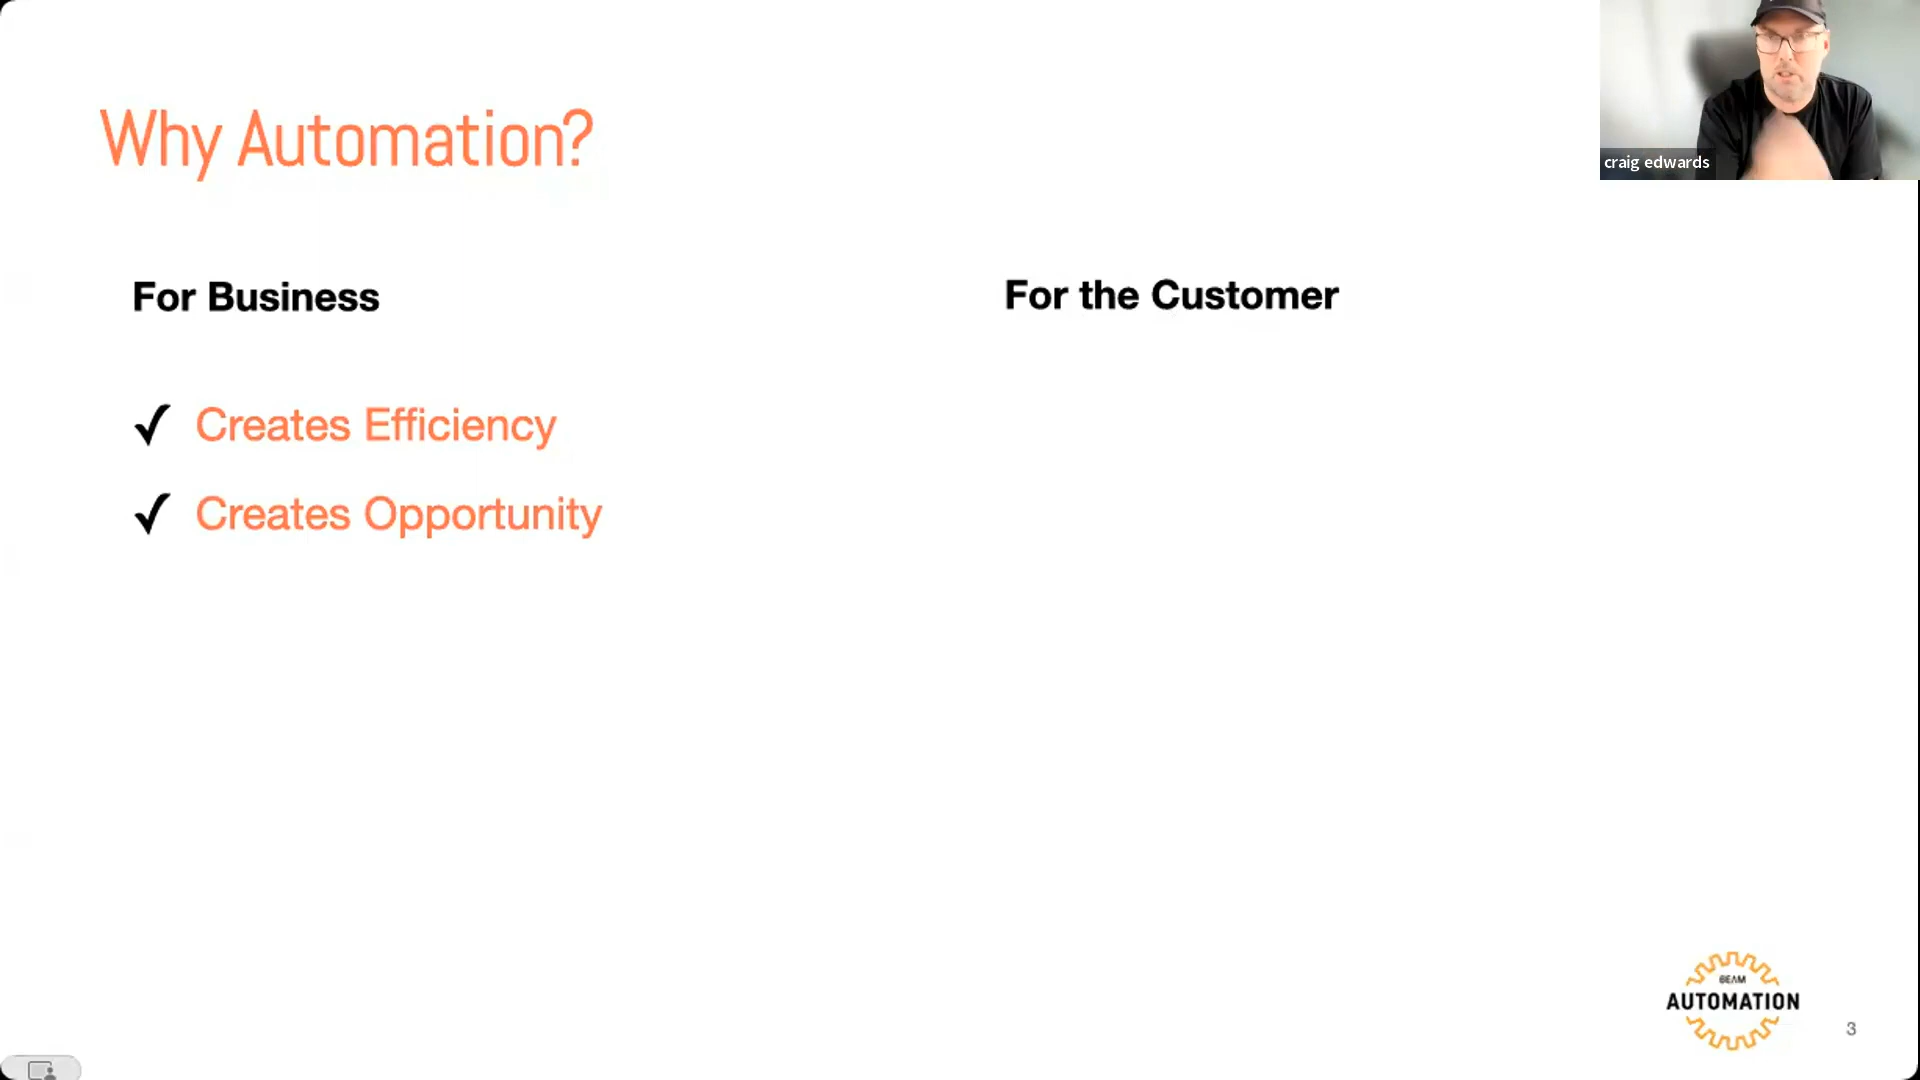 craig edwards
Why Automation?
For Business
For the Customer
✓ Creates Efficiency
✓ Creates Opportunity
BEAM
AUTOMATION
3